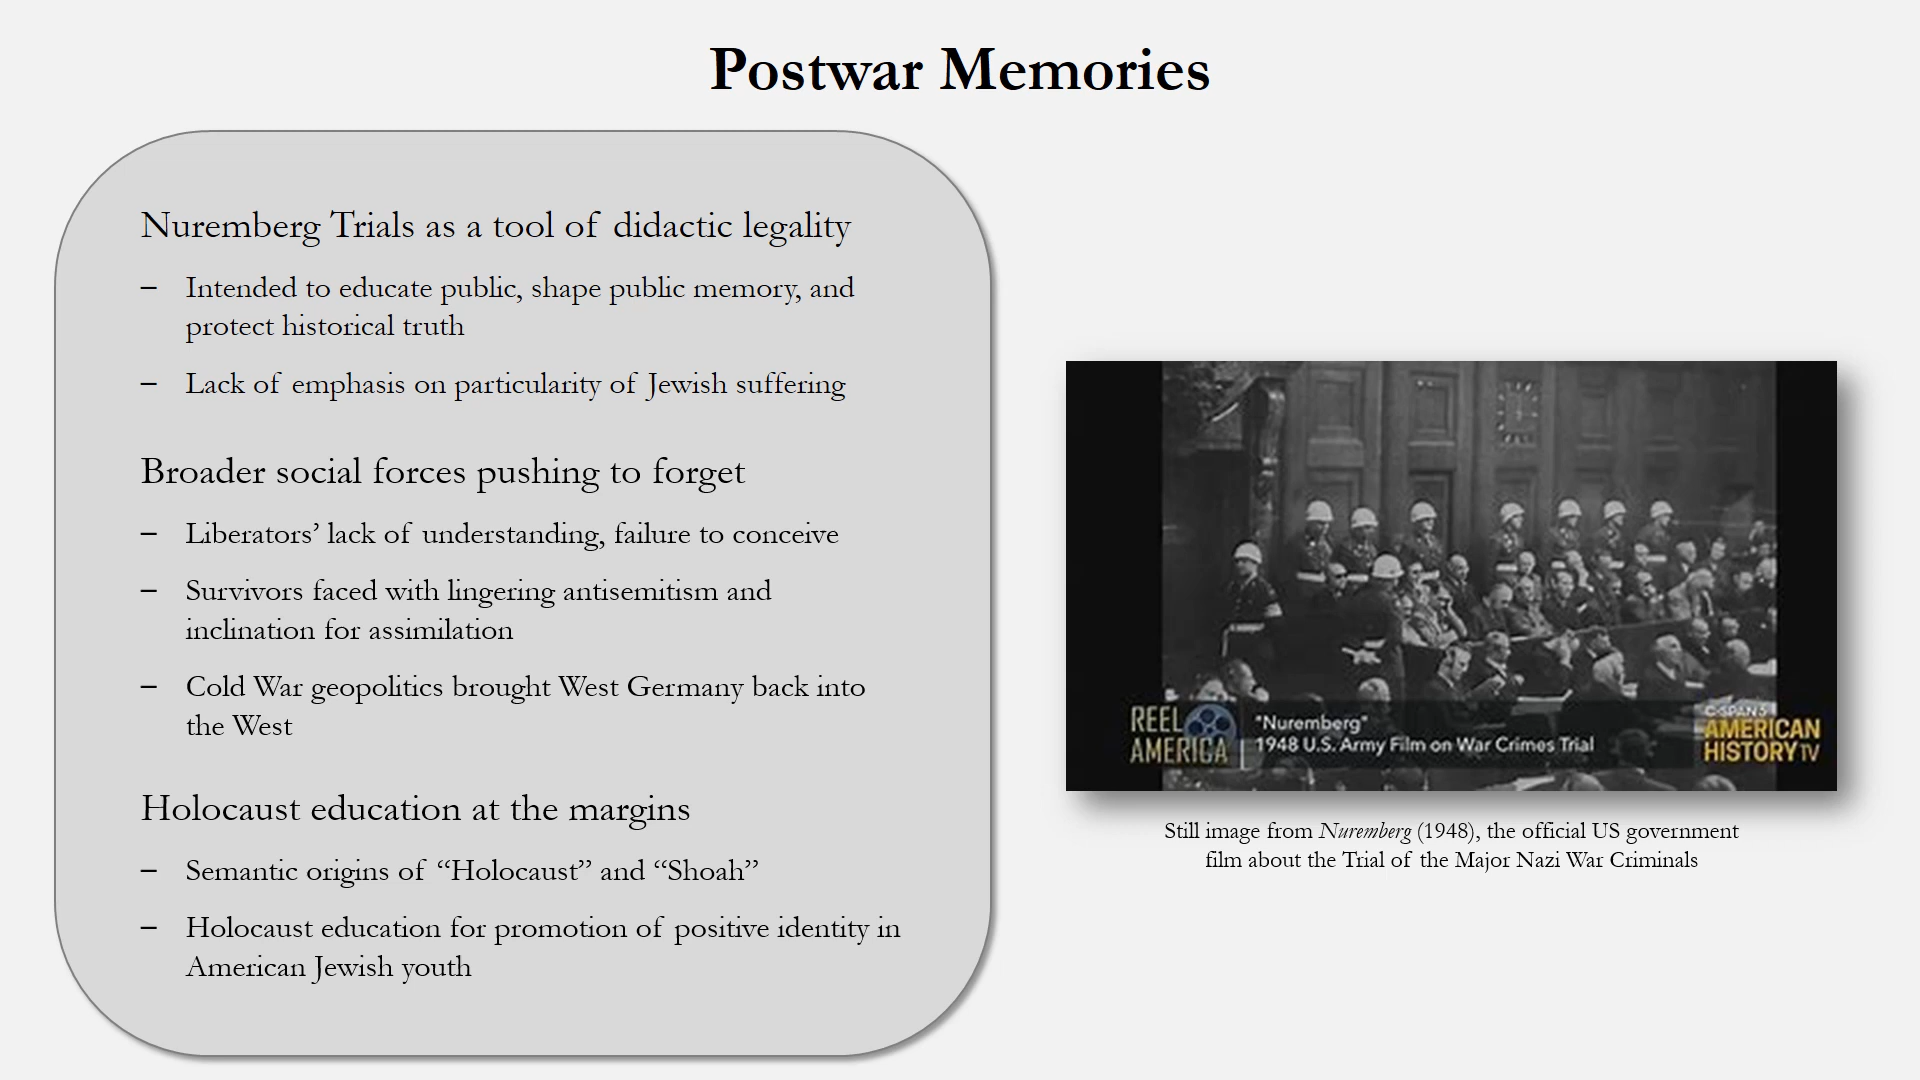 Postwar Memories
Nuremberg Trials as a tool of didactic legality
– Intended to educate public, shape public memory, and
protect historical truth
– Lack of emphasis on particularity of Jewish suffering
Broader social forces pushing to forget
– Liberators’ lack of understanding, failure to conceive
– Survivors faced with lingering antisemitism and
inclination for assimilation
– Cold War geopolitics brought West Germany back into
the West
Holocaust education at the margins
– Semantic origins of “Holocaust” and “Shoah”
– Holocaust education for promotion of positive identity in
American Jewish youth
REEL
AMERICA
"Nuremberg"
1948 U.S. Army Film on War Crimes Trial
C-SPAN3
AMERICAN
HISTORY TV
Still image from Nuremberg (1948), the official US government
film about the Trial of the Major Nazi War Criminals